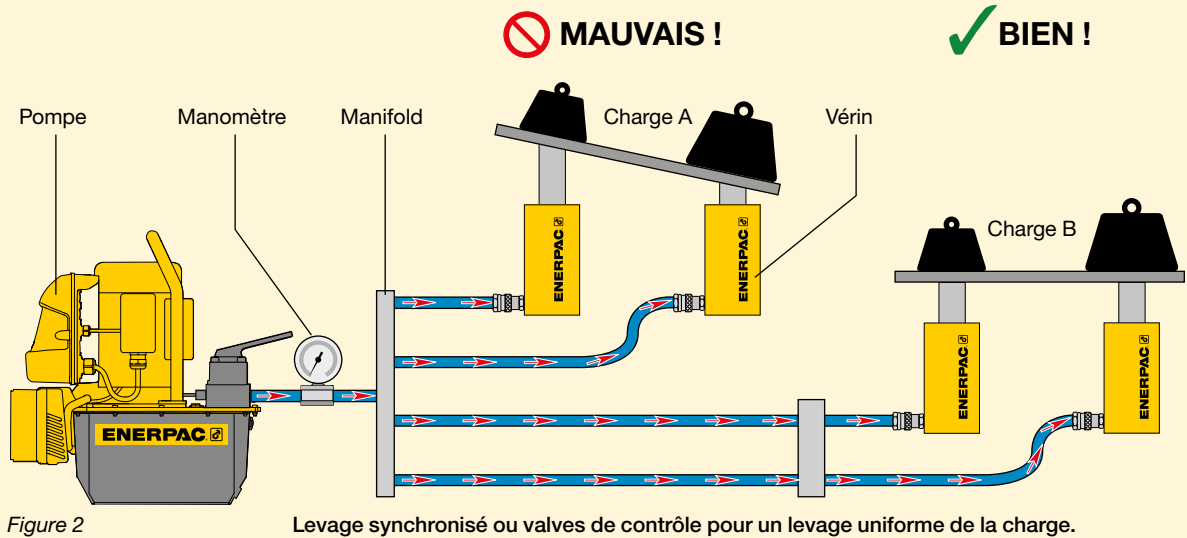 MAUVAIS !
BIEN !
Pompe
Manomètre
Manifold
Charge A
Vérin
ENERPAC
ENERPAC
Charge B
ENERPAC
ENERPAC
ENERPAC
Figure 2
Levage synchronisé ou valves de contrôle pour un levage uniforme de la charge.